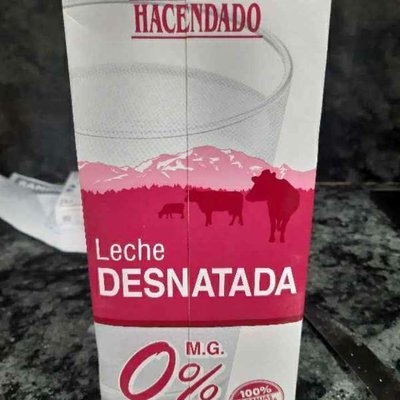 HACENDADO
Leche
DESNATADA
M.G.
0%
100%